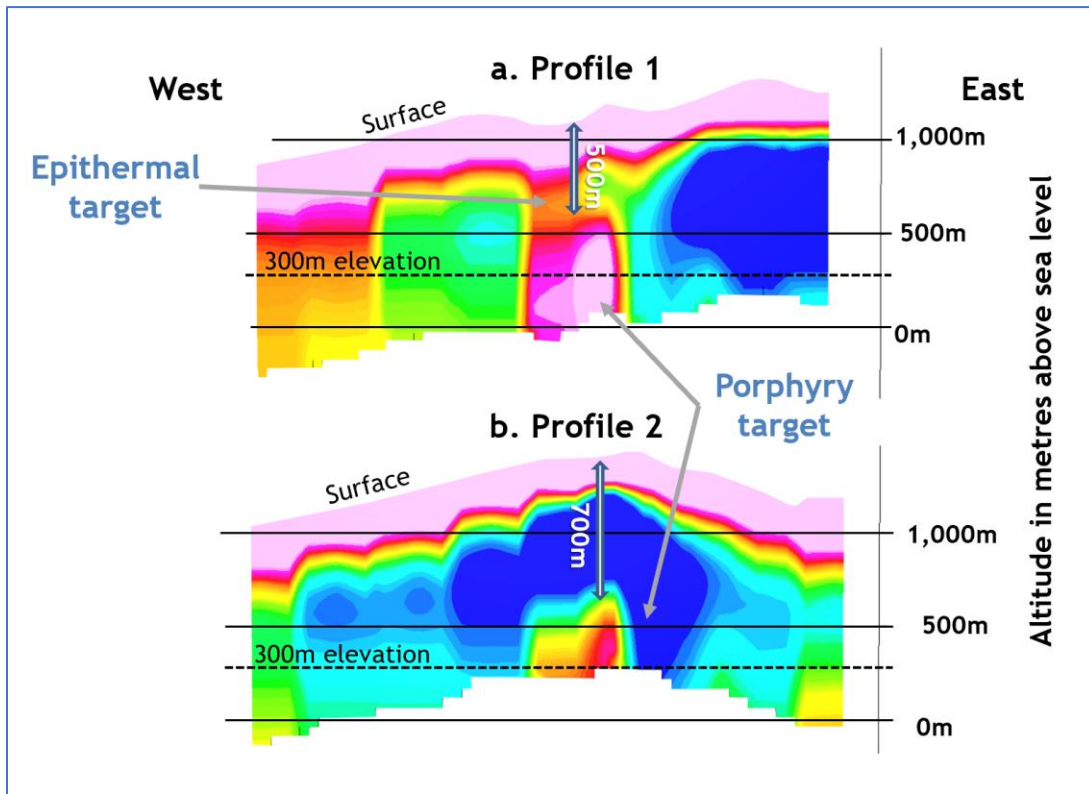 a. Profile 1
West
East
Surface
1,000m
Epithermal
target
500m
500m
300m elevation
0m
Porphyry
target
b. Profile 2
Surface
1,000m
700m
500m
300m elevation
0m
Altitude in metres above sea level